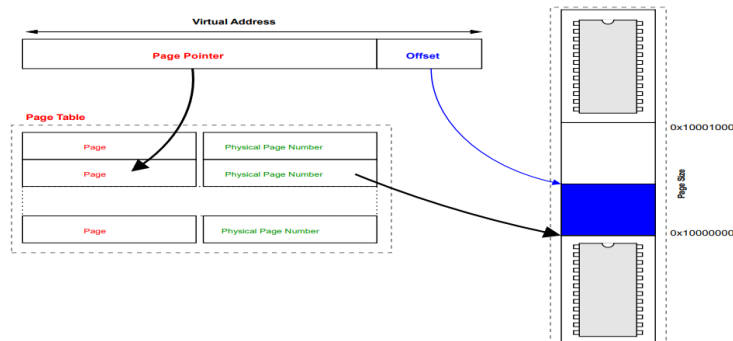 Virtual Address
Page Pointer
Offset
Page Table
Page
Physical Page Number
Page
Physical Page Number
Page
Physical Page Number
0x10001000
Page Size
0x10000000